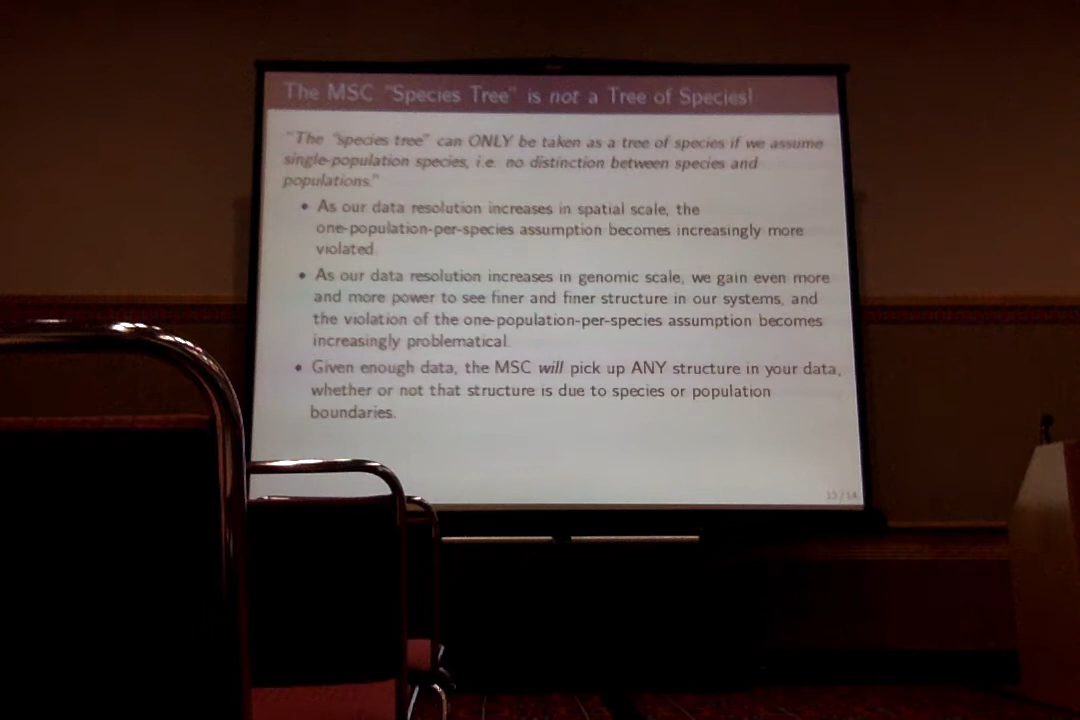 The MSC "Species Tree" is not a Tree of Species!
"The "species tree" can ONLY be taken as a tree of species if we assume
single-population species, i.e. no distinction between species and
populations."
• As our data resolution increases in spatial scale, the
one-population-per-species assumption becomes increasingly more
violated.
• As our data resolution increases in genomic scale, we gain even more
and more power to see finer and finer structure in our systems, and
the violation of the one-population-per-species assumption becomes
increasingly problematical.
• Given enough data, the MSC will pick up ANY structure in your data,
whether or not that structure is due to species or population
boundaries.
13/14